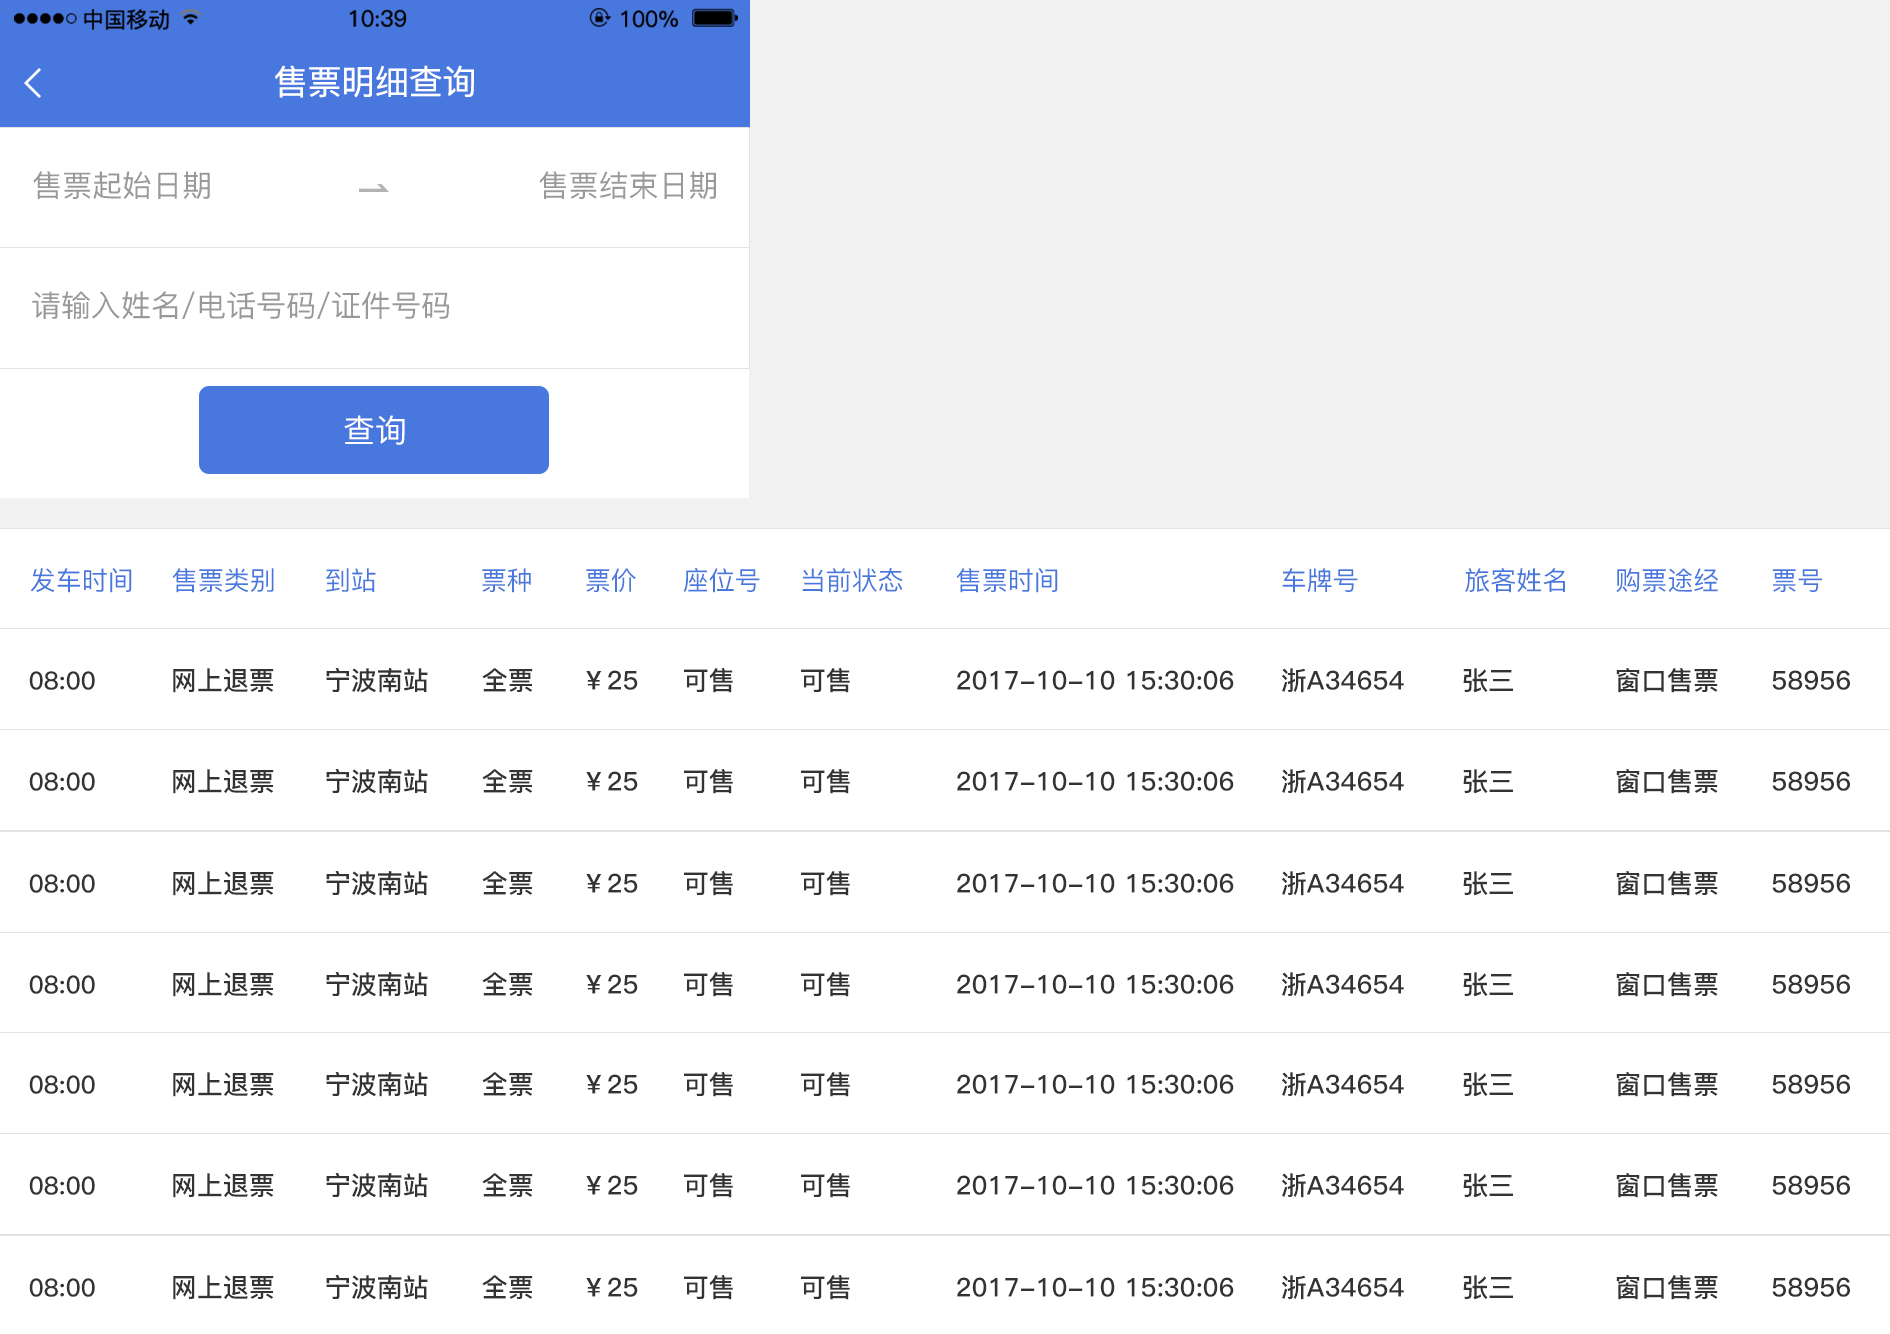 中国移动 10:39 100%
售票明细查询
售票起始日期 售票结束日期
请输入姓名/电话号码/证件号码
查询
发车时间 售票类别 到站 票种 票价 座位号 当前状态 售票时间 车牌号 旅客姓名 购票途经 票号
08:00 网上退票 宁波南站 全票 ¥25 可售 可售 2017-10-10 15:30:06 浙A34654 张三 窗口售票 58956
08:00 网上退票 宁波南站 全票 ¥25 可售 可售 2017-10-10 15:30:06 浙A34654 张三 窗口售票 58956
08:00 网上退票 宁波南站 全票 ¥25 可售 可售 2017-10-10 15:30:06 浙A34654 张三 窗口售票 58956
08:00 网上退票 宁波南站 全票 ¥25 可售 可售 2017-10-10 15:30:06 浙A34654 张三 窗口售票 58956
08:00 网上退票 宁波南站 全票 ¥25 可售 可售 2017-10-10 15:30:06 浙A34654 张三 窗口售票 58956
08:00 网上退票 宁波南站 全票 ¥25 可售 可售 2017-10-10 15:30:06 浙A34654 张三 窗口售票 58956
08:00 网上退票 宁波南站 全票 ¥25 可售 可售 2017-10-10 15:30:06 浙A34654 张三 窗口售票 58956